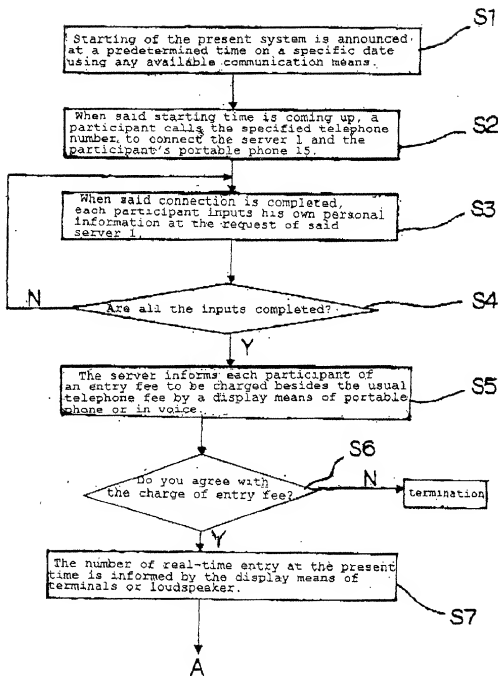 S1
Starting of the present system is announced
at a predetermined time on a specific date
using any available communication means.
S2
When said starting time is coming up, a
participant calls the specified telephone
number, to connect the server 1 and the
participant's portable phone 15.
S3
When said connection is completed,
each participant inputs his own personal
information at the request of said
server 1.
S4
N
Are all the inputs completed?
Y
S5
The server informs each participant of
an entry fee to be charged besides the usual
telephone fee by a display means of portable
phone or in voice.
S6
Do you agree with
the charge of entry fee?
N
termination
Y
The number of real-time entry at the present
time is informed by the display means of
terminals or loudspeaker.
S7
A